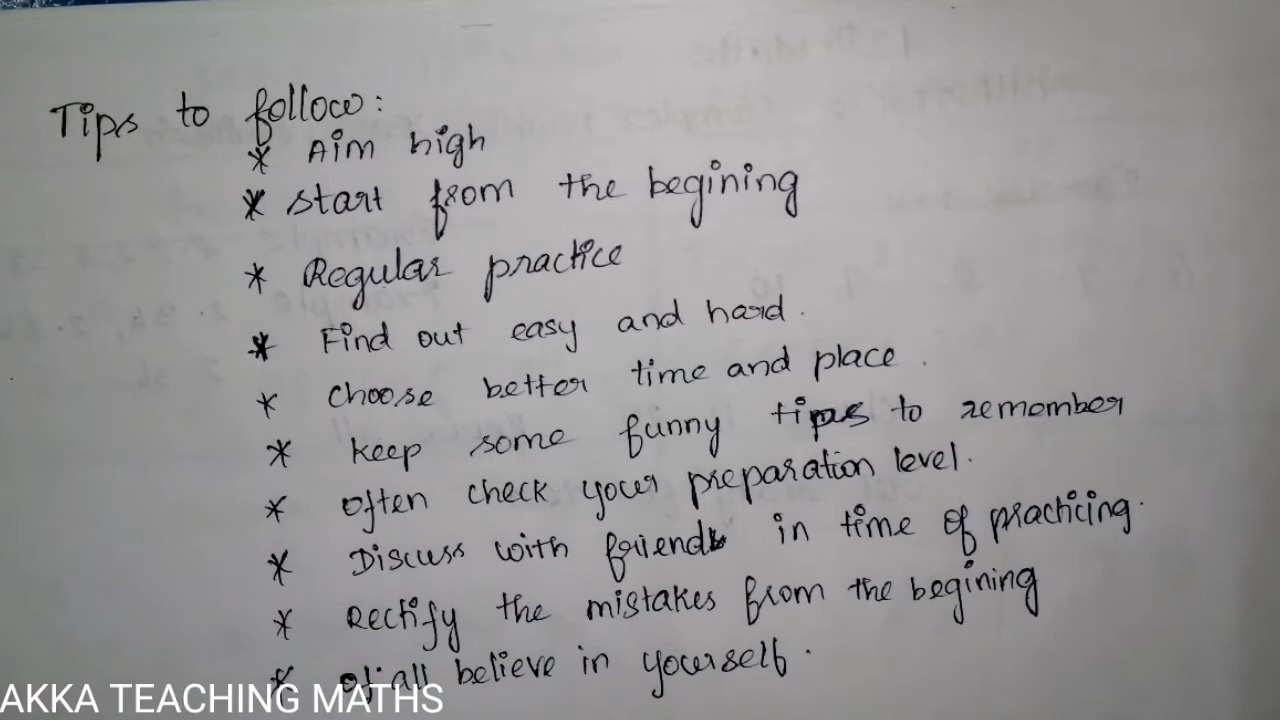 Tips to follow:
* Aim high
* start from the begining
* Regular practice
* Find out easy and hard.
* choose better time and place.
* keep some funny tips to remember
* often check your preparation level.
* Discuss with friends in time of practicing.
* Rectify the mistakes from the begining
* of all believe in yourself.
AKKA TEACHING MATHS